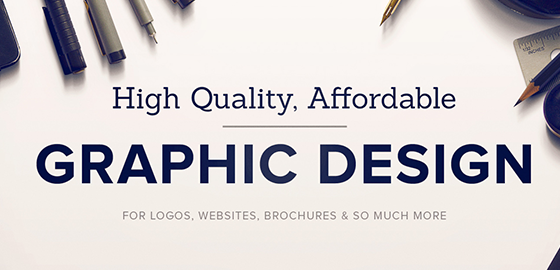 High Quality, Affordable
GRAPHIC DESIGN
FOR LOGOS, WEBSITES, BROCHURES & SO MUCH MORE